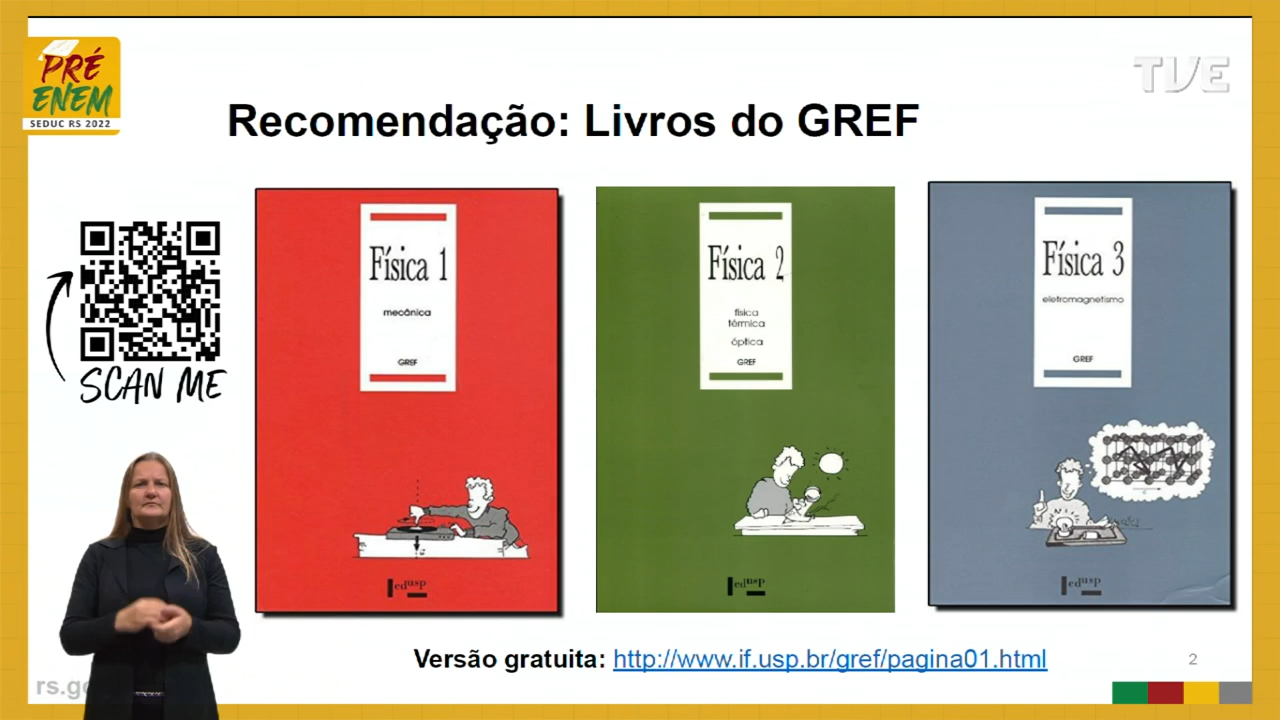 PRÉ
ENEM
SEDUC RS 2022
TVE
Recomendação: Livros do GREF
SCAN ME
Física 1
mecânica
GREF
edusp
Física 2
física
térmica
óptica
GREF
edusp
Física 3
eletromagnetismo
GREF
edusp
Versão gratuita: http://www.if.usp.br/gref/pagina01.html
2
rs.go